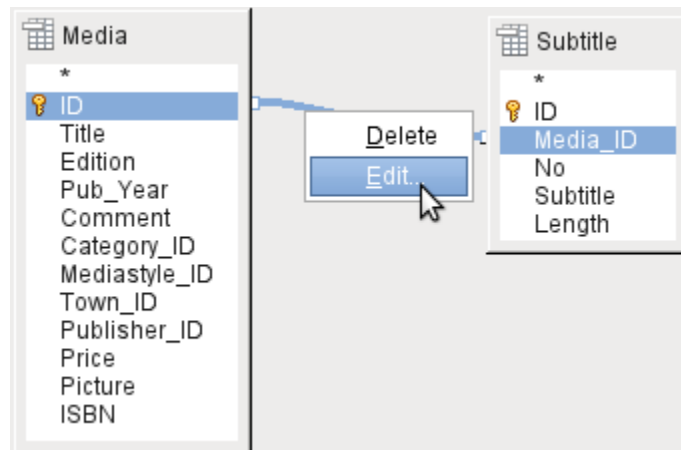 Media
*
ID
Title
Edition
Pub_Year
Comment
Category_ID
Mediastyle_ID
Town_ID
Publisher_ID
Price
Picture
ISBN
Delete
Edit...
Subtitle
*
ID
Media_ID
No
Subtitle
Length